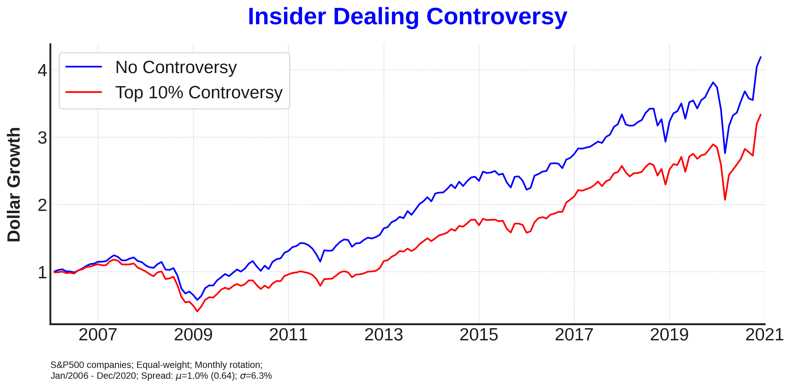 Insider Dealing Controversy
No Controversy
Top 10% Controversy
Dollar Growth
4
3
2
1
2007 2009 2011 2013 2015 2017 2019 2021
S&P500 companies; Equal-weight; Monthly rotation;
Jan/2006 - Dec/2020; Spread: μ=1.0% (0.64); σ=6.3%